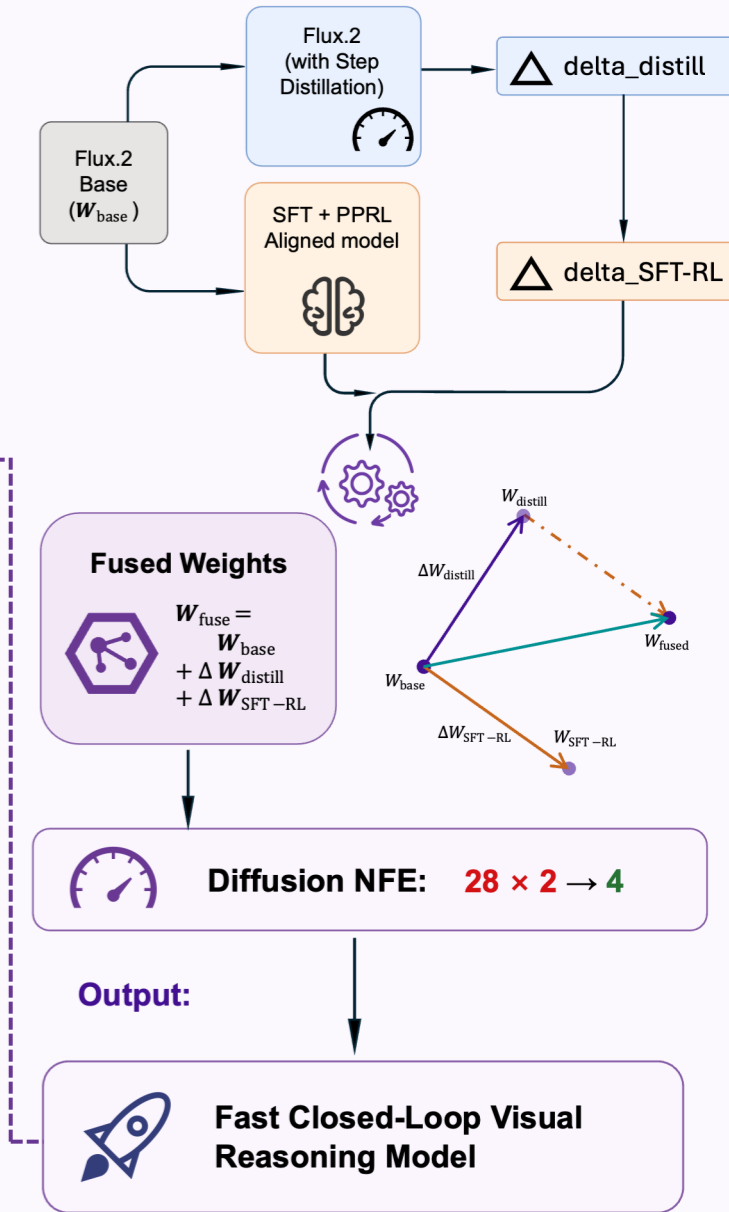 Flux.2
(with Step
Distillation)
△ delta_distill
Flux.2
Base
(W_base)
SFT + PPRL
Aligned model
△ delta_SFT-RL
W_distill
ΔW_distill
W_fused
W_base
ΔW_SFT−RL
W_SFT−RL
Fused Weights
W_fuse =
W_base
+ Δ W_distill
+ Δ W_SFT−RL
Diffusion NFE: 28 × 2 → 4
Output:
Fast Closed-Loop Visual
Reasoning Model